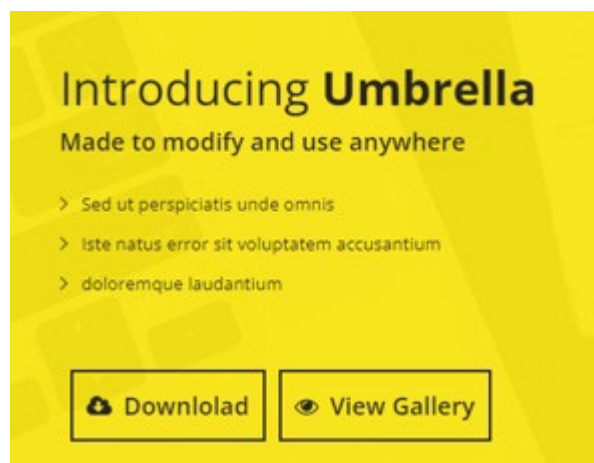 Introducing Umbrella
Made to modify and use anywhere
Sed ut perspiciatis unde omnis
Iste natus error sit voluptatem accusantium
doloremque laudantium
Downlolad View Gallery